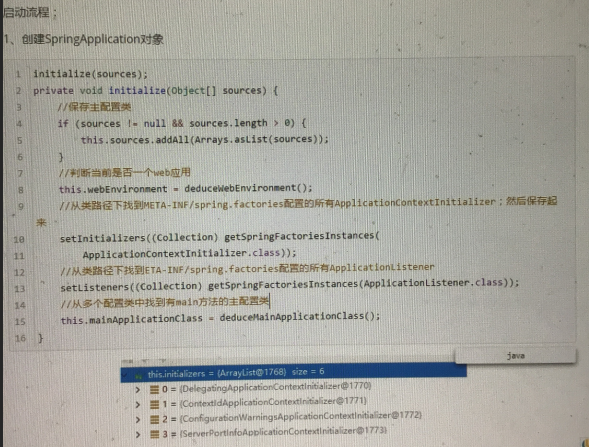 启动流程；
1、创建SpringApplication对象
1 initialize(sources);
2 private void initialize(Object[] sources) {
3 //保存主配置类
4 if (sources != null && sources.length > 0) {
5 this.sources.addAll(Arrays.asList(sources));
6 }
7 //判断当前是否一个web应用
8 this.webEnvironment = deduceWebEnvironment();
9 //从类路径下找到META-INF/spring.factories配置的所有ApplicationContextInitializer；然后保存起
来
10 setInitializers((Collection) getSpringFactoriesInstances(
11 ApplicationContextInitializer.class));
12 //从类路径下找到ETA-INF/spring.factories配置的所有ApplicationListener
13 setListeners((Collection) getSpringFactoriesInstances(ApplicationListener.class));
14 //从多个配置类中找到有main方法的主配置类
15 this.mainApplicationClass = deduceMainApplicationClass();
16 }
java
this.initializers = {ArrayList@1768} size = 6
0 = {DelegatingApplicationContextInitializer@1770}
1 = {ContextIdApplicationContextInitializer@1771}
2 = {ConfigurationWarningsApplicationContextInitializer@1772}
3 = {ServerPortInfoApplicationContextInitializer@1773}